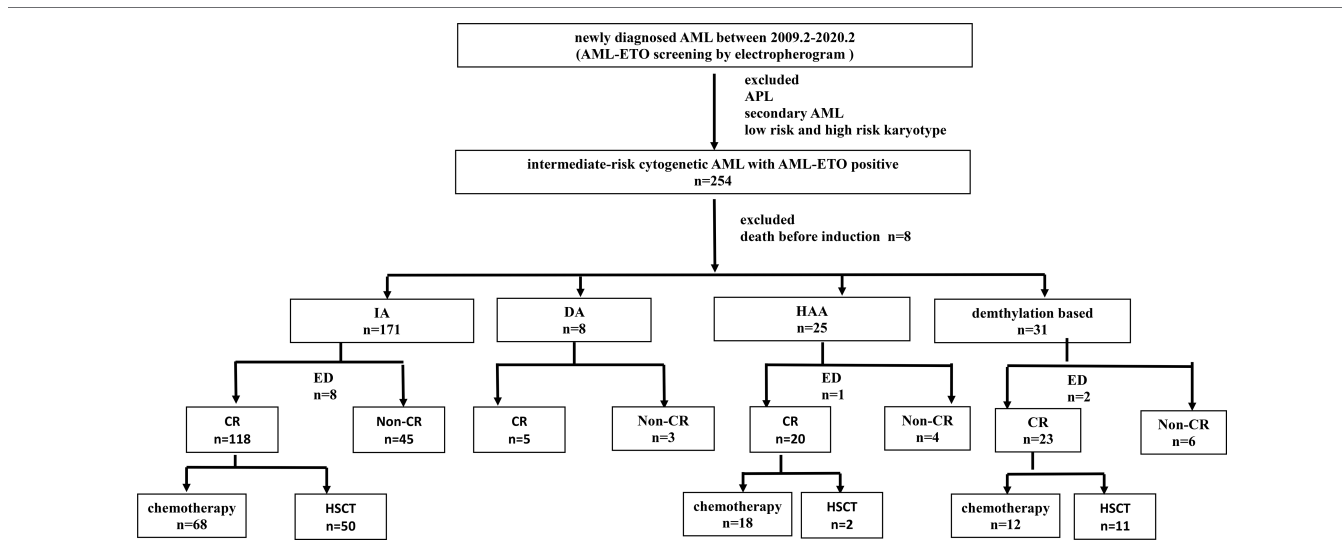 newly diagnosed AML between 2009.2-2020.2
(AML-ETO screening by electropherogram )
excluded
APL
secondary AML
low risk and high risk karyotype
intermediate-risk cytogenetic AML with AML-ETO positive
n=254
excluded
death before induction n=8
IA
n=171
DA
n=8
HAA
n=25
demthylation based
n=31
ED
n=8
ED
n=1
ED
n=2
CR
n=118
Non-CR
n=45
CR
n=5
Non-CR
n=3
CR
n=20
Non-CR
n=4
CR
n=23
Non-CR
n=6
chemotherapy
n=68
HSCT
n=50
chemotherapy
n=18
HSCT
n=2
chemotherapy
n=12
HSCT
n=11